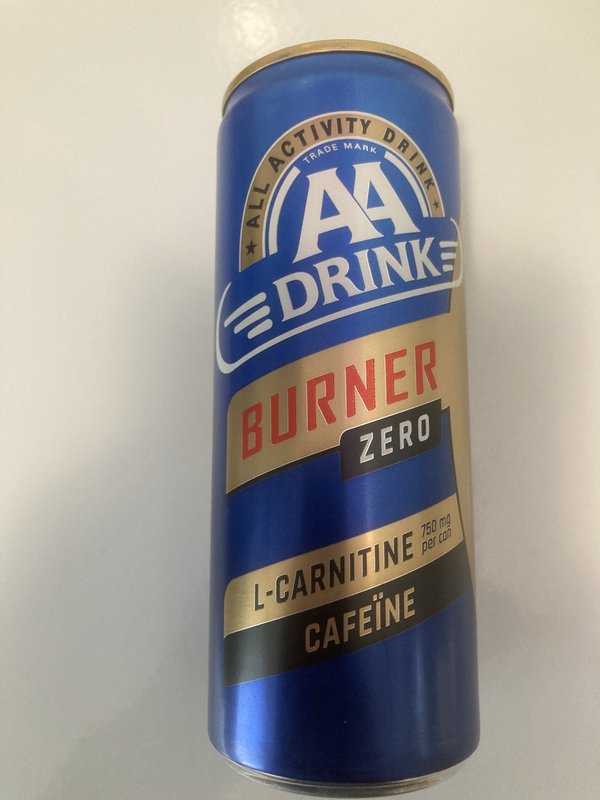 ★ ALL ACTIVITY DRINK ★
TRADE MARK
AA
DRINK
BURNER
ZERO
L-CARNITINE 750 mg per can
CAFEÏNE